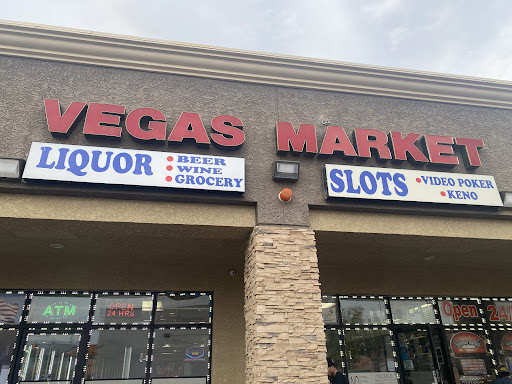 VEGAS MARKET
LIQUOR
• BEER
• WINE
• GROCERY
SLOTS
• VIDEO POKER
• KENO
ATM
OPEN
24 HRS
Open
24/